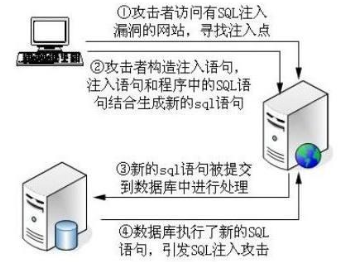 ①攻击者访问有SQL注入
漏洞的网站，寻找注入点
②攻击者构造注入语句，
注入语句和程序中的SQL语
句结合生成新的sql语句
③新的sql语句被提交
到数据库中进行处理
④数据库执行了新的SQL
语句，引发SQL注入攻击